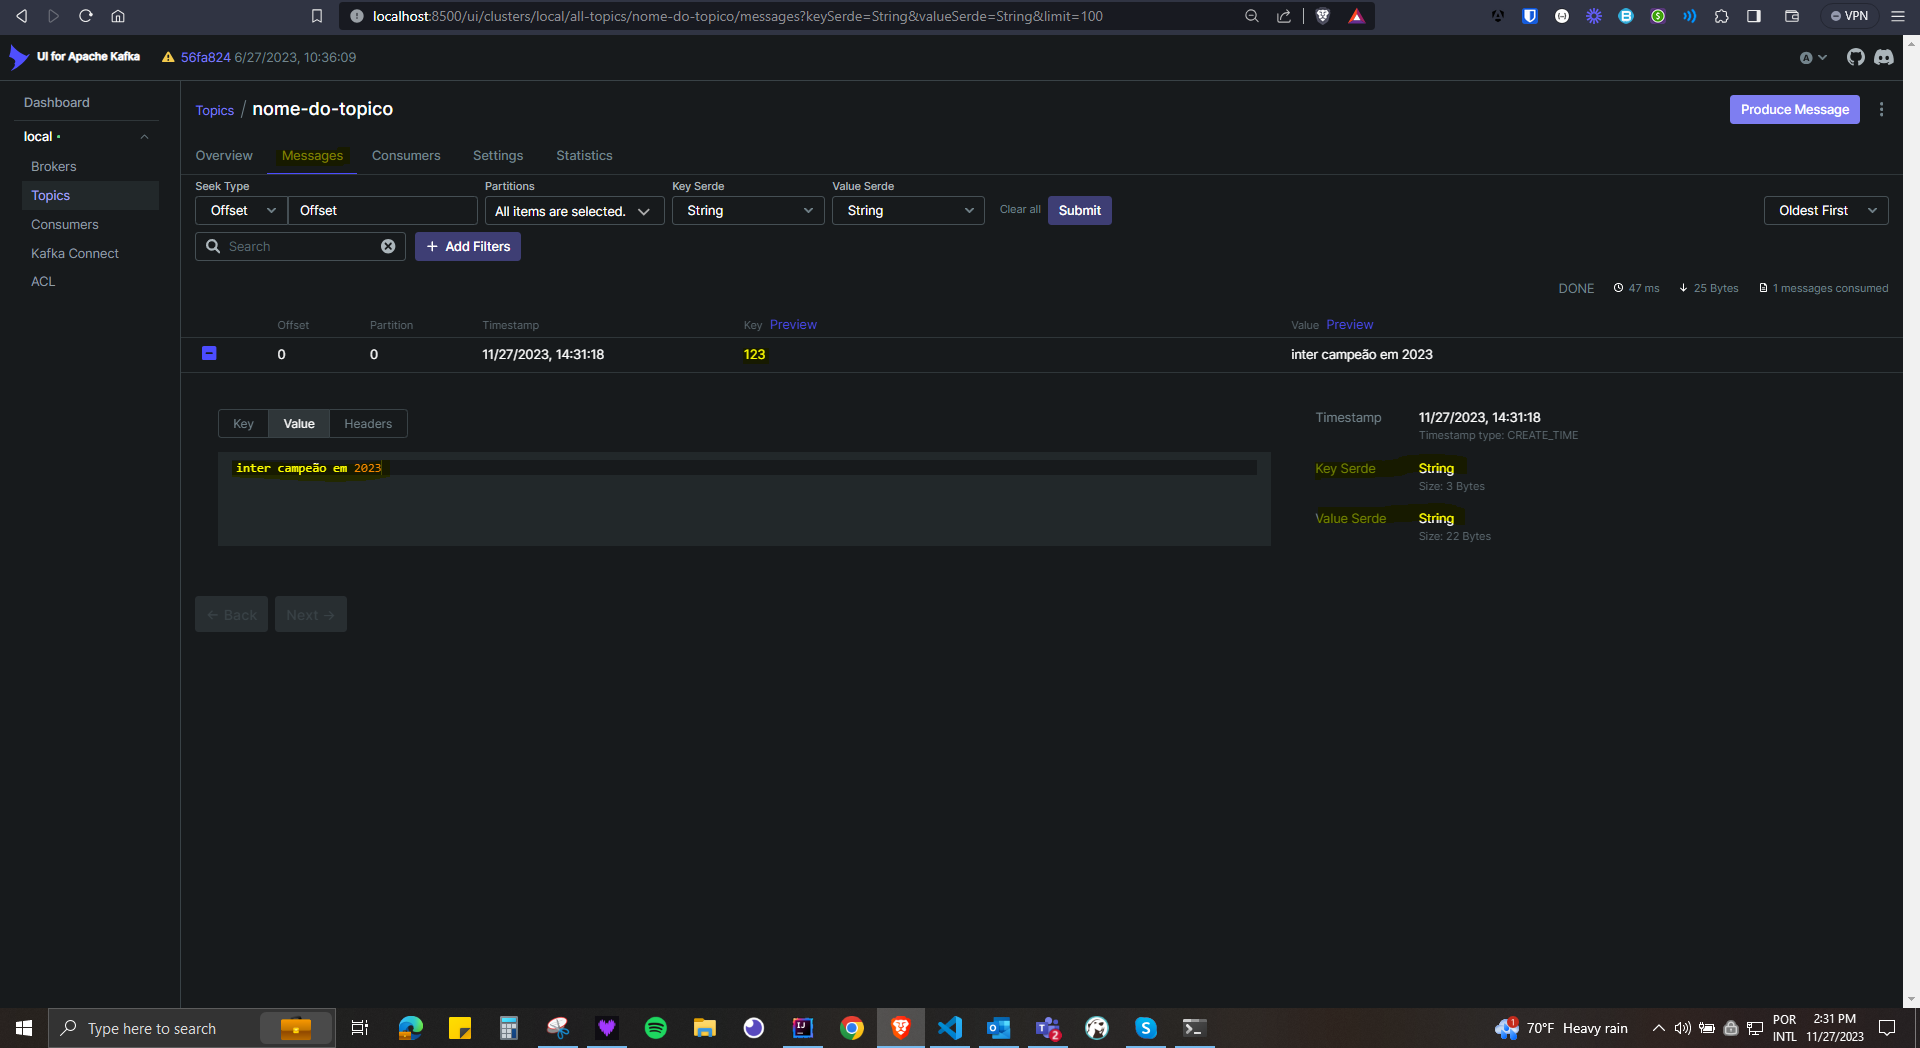 localhost:8500/ui/clusters/local/all-topics/nome-do-topico/messages?keySerde=String&valueSerde=String&limit=100
VPN
UI for Apache Kafka
56fa824 6/27/2023, 10:36:09
Dashboard
local
Brokers
Topics
Consumers
Kafka Connect
ACL
Topics / nome-do-topico
Produce Message
Overview Messages Consumers Settings Statistics
Seek Type Partitions Key Serde Value Serde
Offset Offset All items are selected. String String Clear all Submit Oldest First
Search + Add Filters
DONE 47 ms 25 Bytes 1 messages consumed
Offset Partition Timestamp Key Preview Value Preview
0 0 11/27/2023, 14:31:18 123 inter campeão em 2023
Key Value Headers
inter campeão em 2023
Timestamp 11/27/2023, 14:31:18
Timestamp type: CREATE_TIME
Key Serde String
Size: 3 Bytes
Value Serde String
Size: 22 Bytes
← Back Next →
Type here to search
2
1
70°F Heavy rain
POR
INTL
2:31 PM
11/27/2023